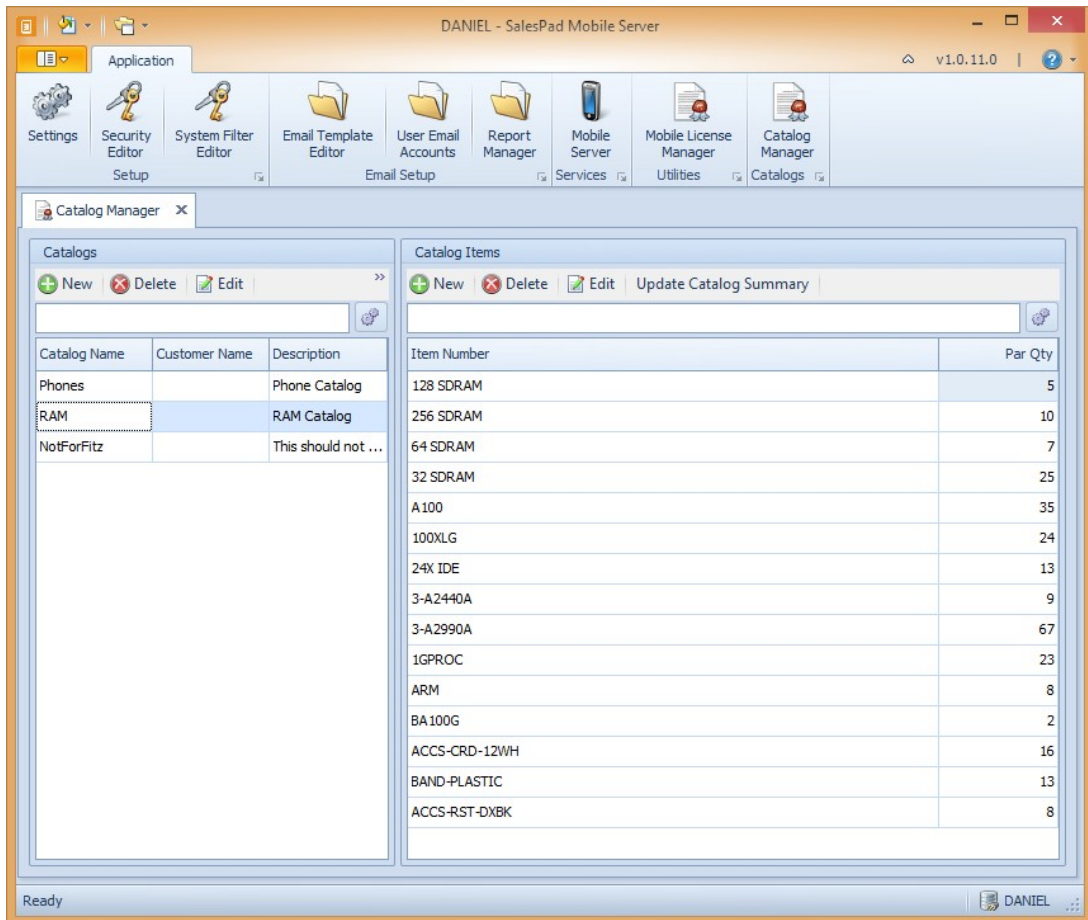 DANIEL - SalesPad Mobile Server
Application
v1.0.11.0 |
Settings
Security Editor
System Filter Editor
Email Template Editor
User Email Accounts
Report Manager
Mobile Server
Mobile License Manager
Catalog Manager
Setup
Email Setup
Services
Utilities
Catalogs
Catalog Manager
Catalogs
New Delete Edit
Catalog Name Customer Name Description
Phones Phone Catalog
RAM RAM Catalog
NotForFitz This should not ...
Catalog Items
New Delete Edit Update Catalog Summary
Item Number Par Qty
128 SDRAM 5
256 SDRAM 10
64 SDRAM 7
32 SDRAM 25
A100 35
100XLG 24
24X IDE 13
3-A2440A 9
3-A2990A 67
1GPROC 23
ARM 8
BA100G 2
ACCS-CRD-12WH 16
BAND-PLASTIC 13
ACCS-RST-DXBK 8
Ready DANIEL